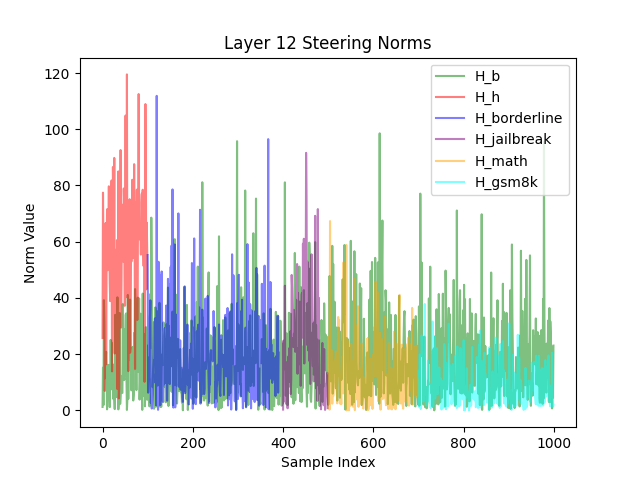 Layer 12 Steering Norms
120
100
80
60
40
20
0
Norm Value
H_b
H_h
H_borderline
H_jailbreak
H_math
H_gsm8k
0
200
400
600
800
1000
Sample Index